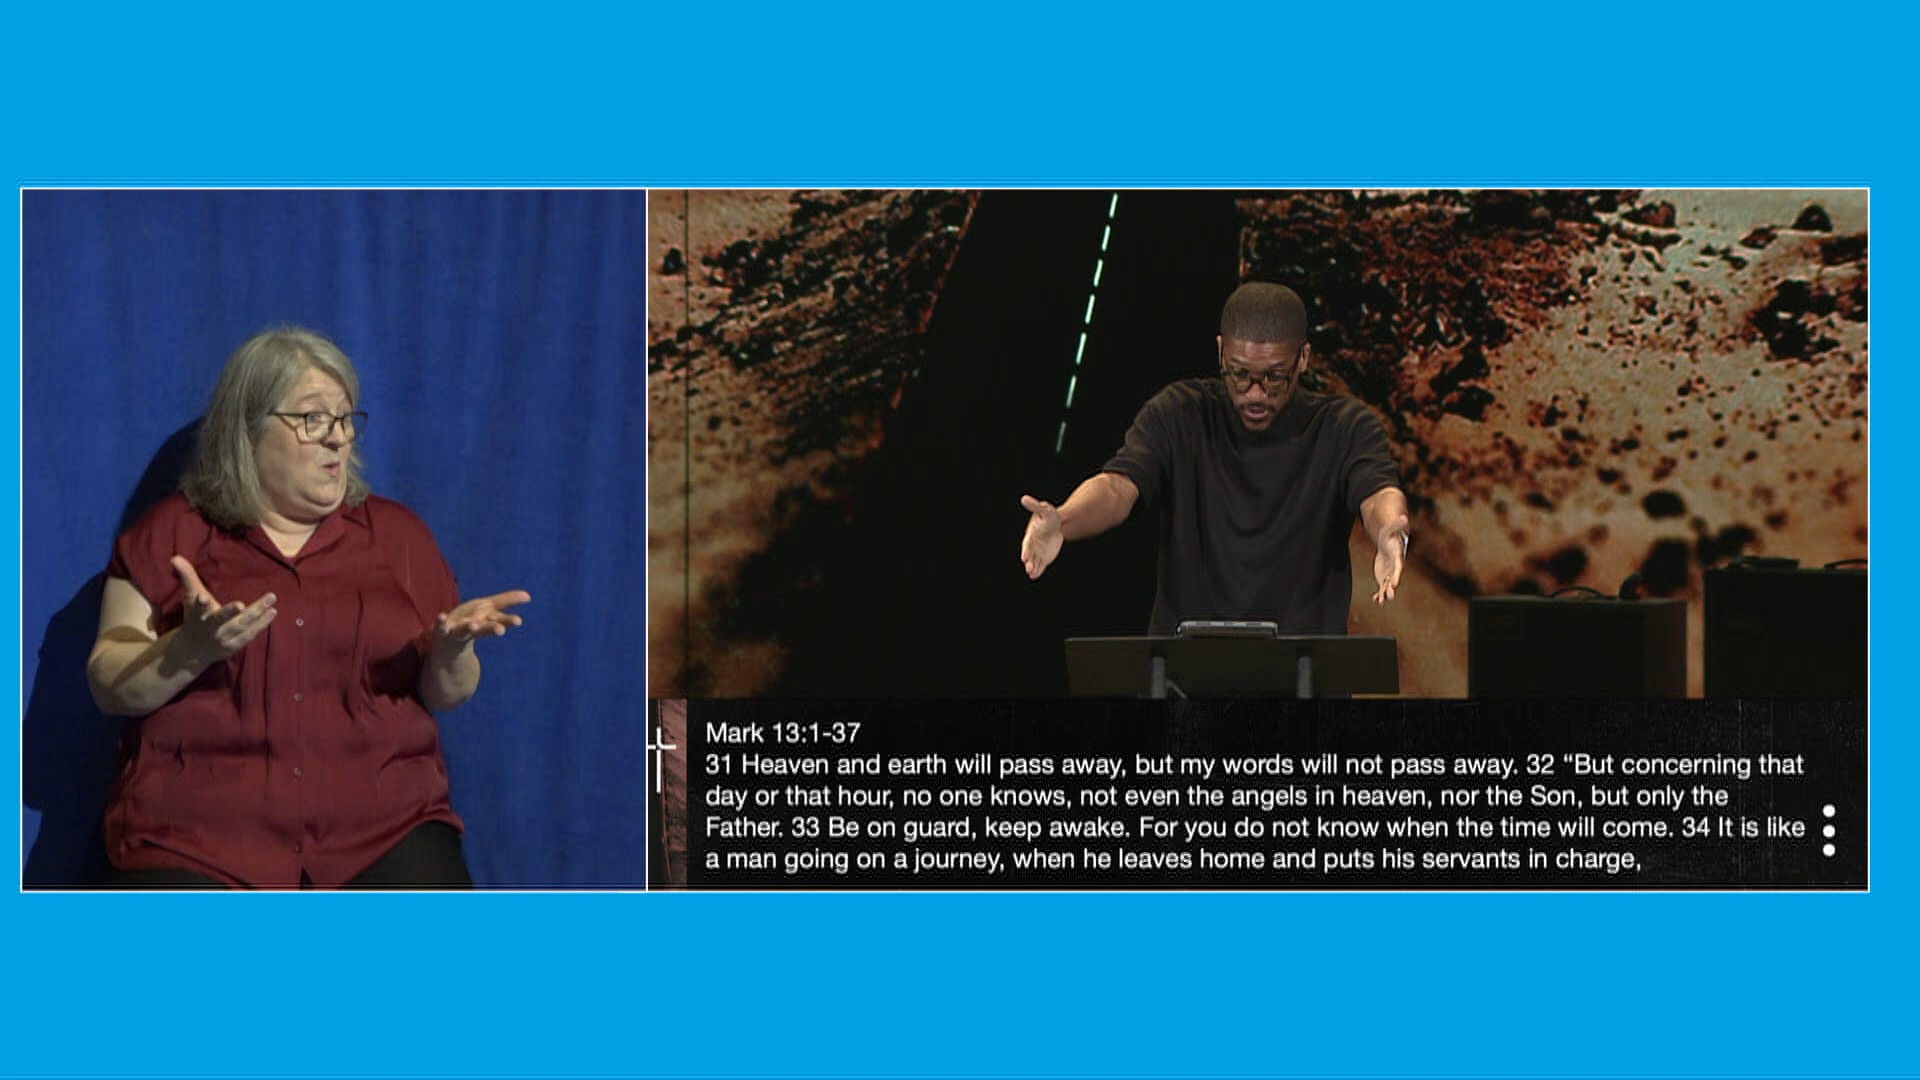 Mark 13:1-37
31 Heaven and earth will pass away, but my words will not pass away. 32 “But concerning that
day or that hour, no one knows, not even the angels in heaven, nor the Son, but only the
Father. 33 Be on guard, keep awake. For you do not know when the time will come. 34 It is like
a man going on a journey, when he leaves home and puts his servants in charge,